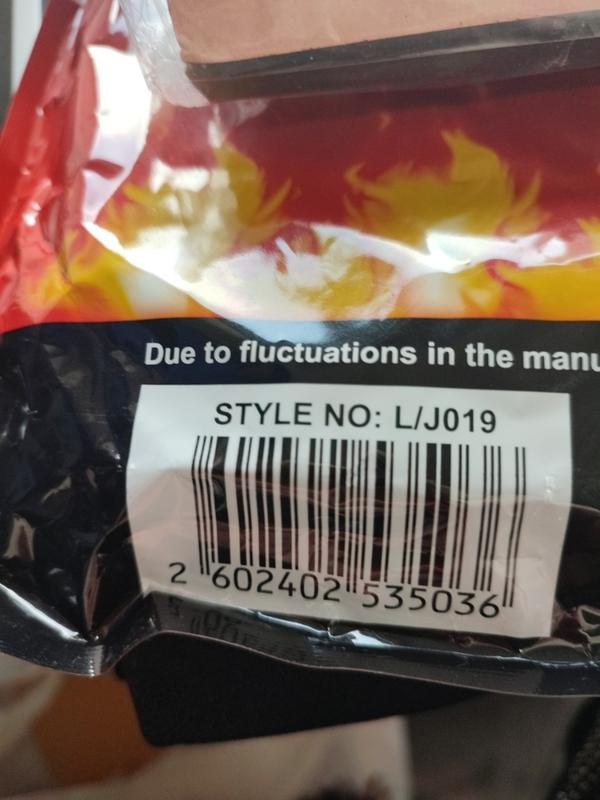 Due to fluctuations in the manu
STYLE NO: L/J019
2 602402 535036